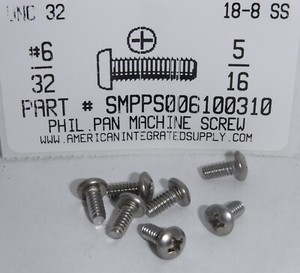 UNC 32 18-8 SS
#6 5
32 16
PART # SMPPS006100310
PHIL. PAN MACHINE SCREW
WWW.AMERICANINTEGRATEDSUPPLY.COM